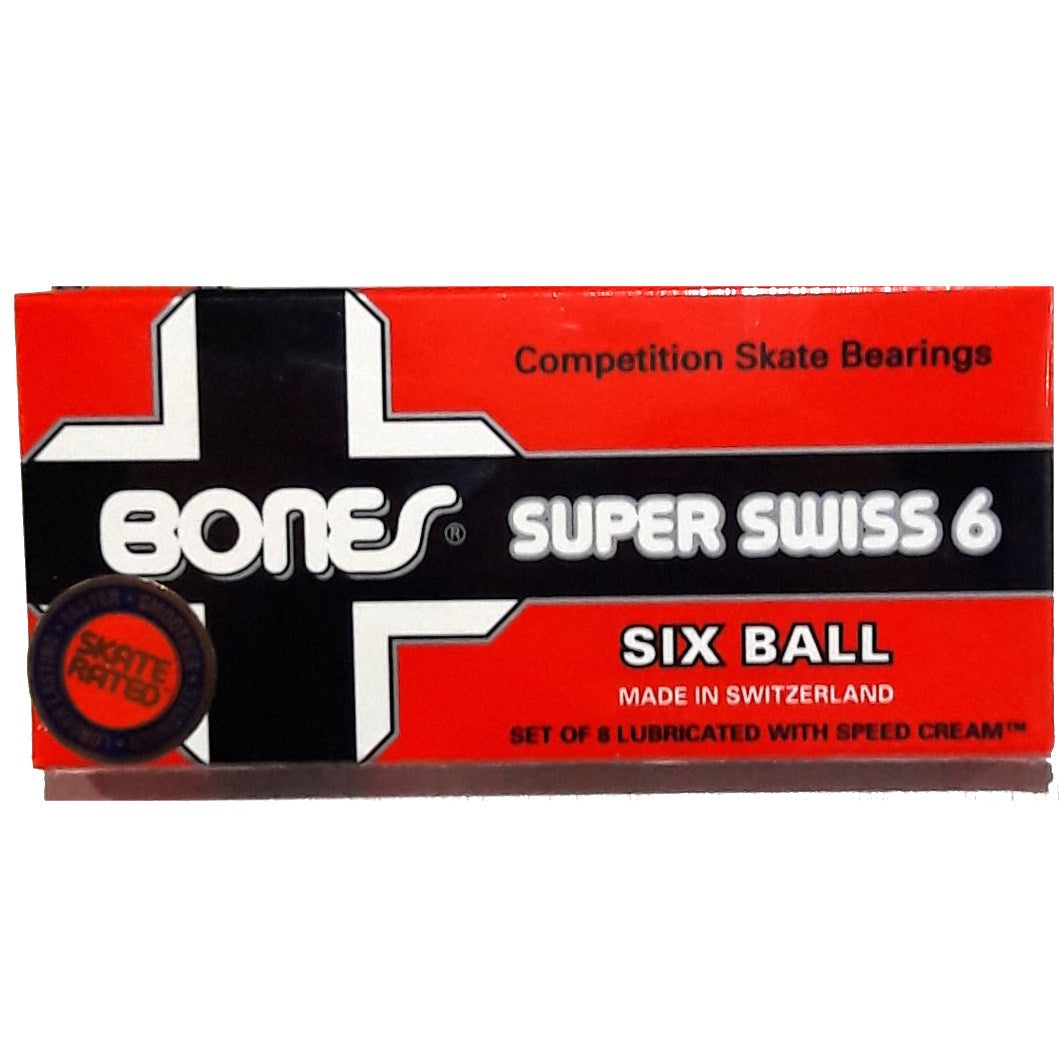 Competition Skate Bearings
BONES®
SUPER SWISS 6
SIX BALL
MADE IN SWITZERLAND
SET OF 8 LUBRICATED WITH SPEED CREAM™
SKATE
RATED